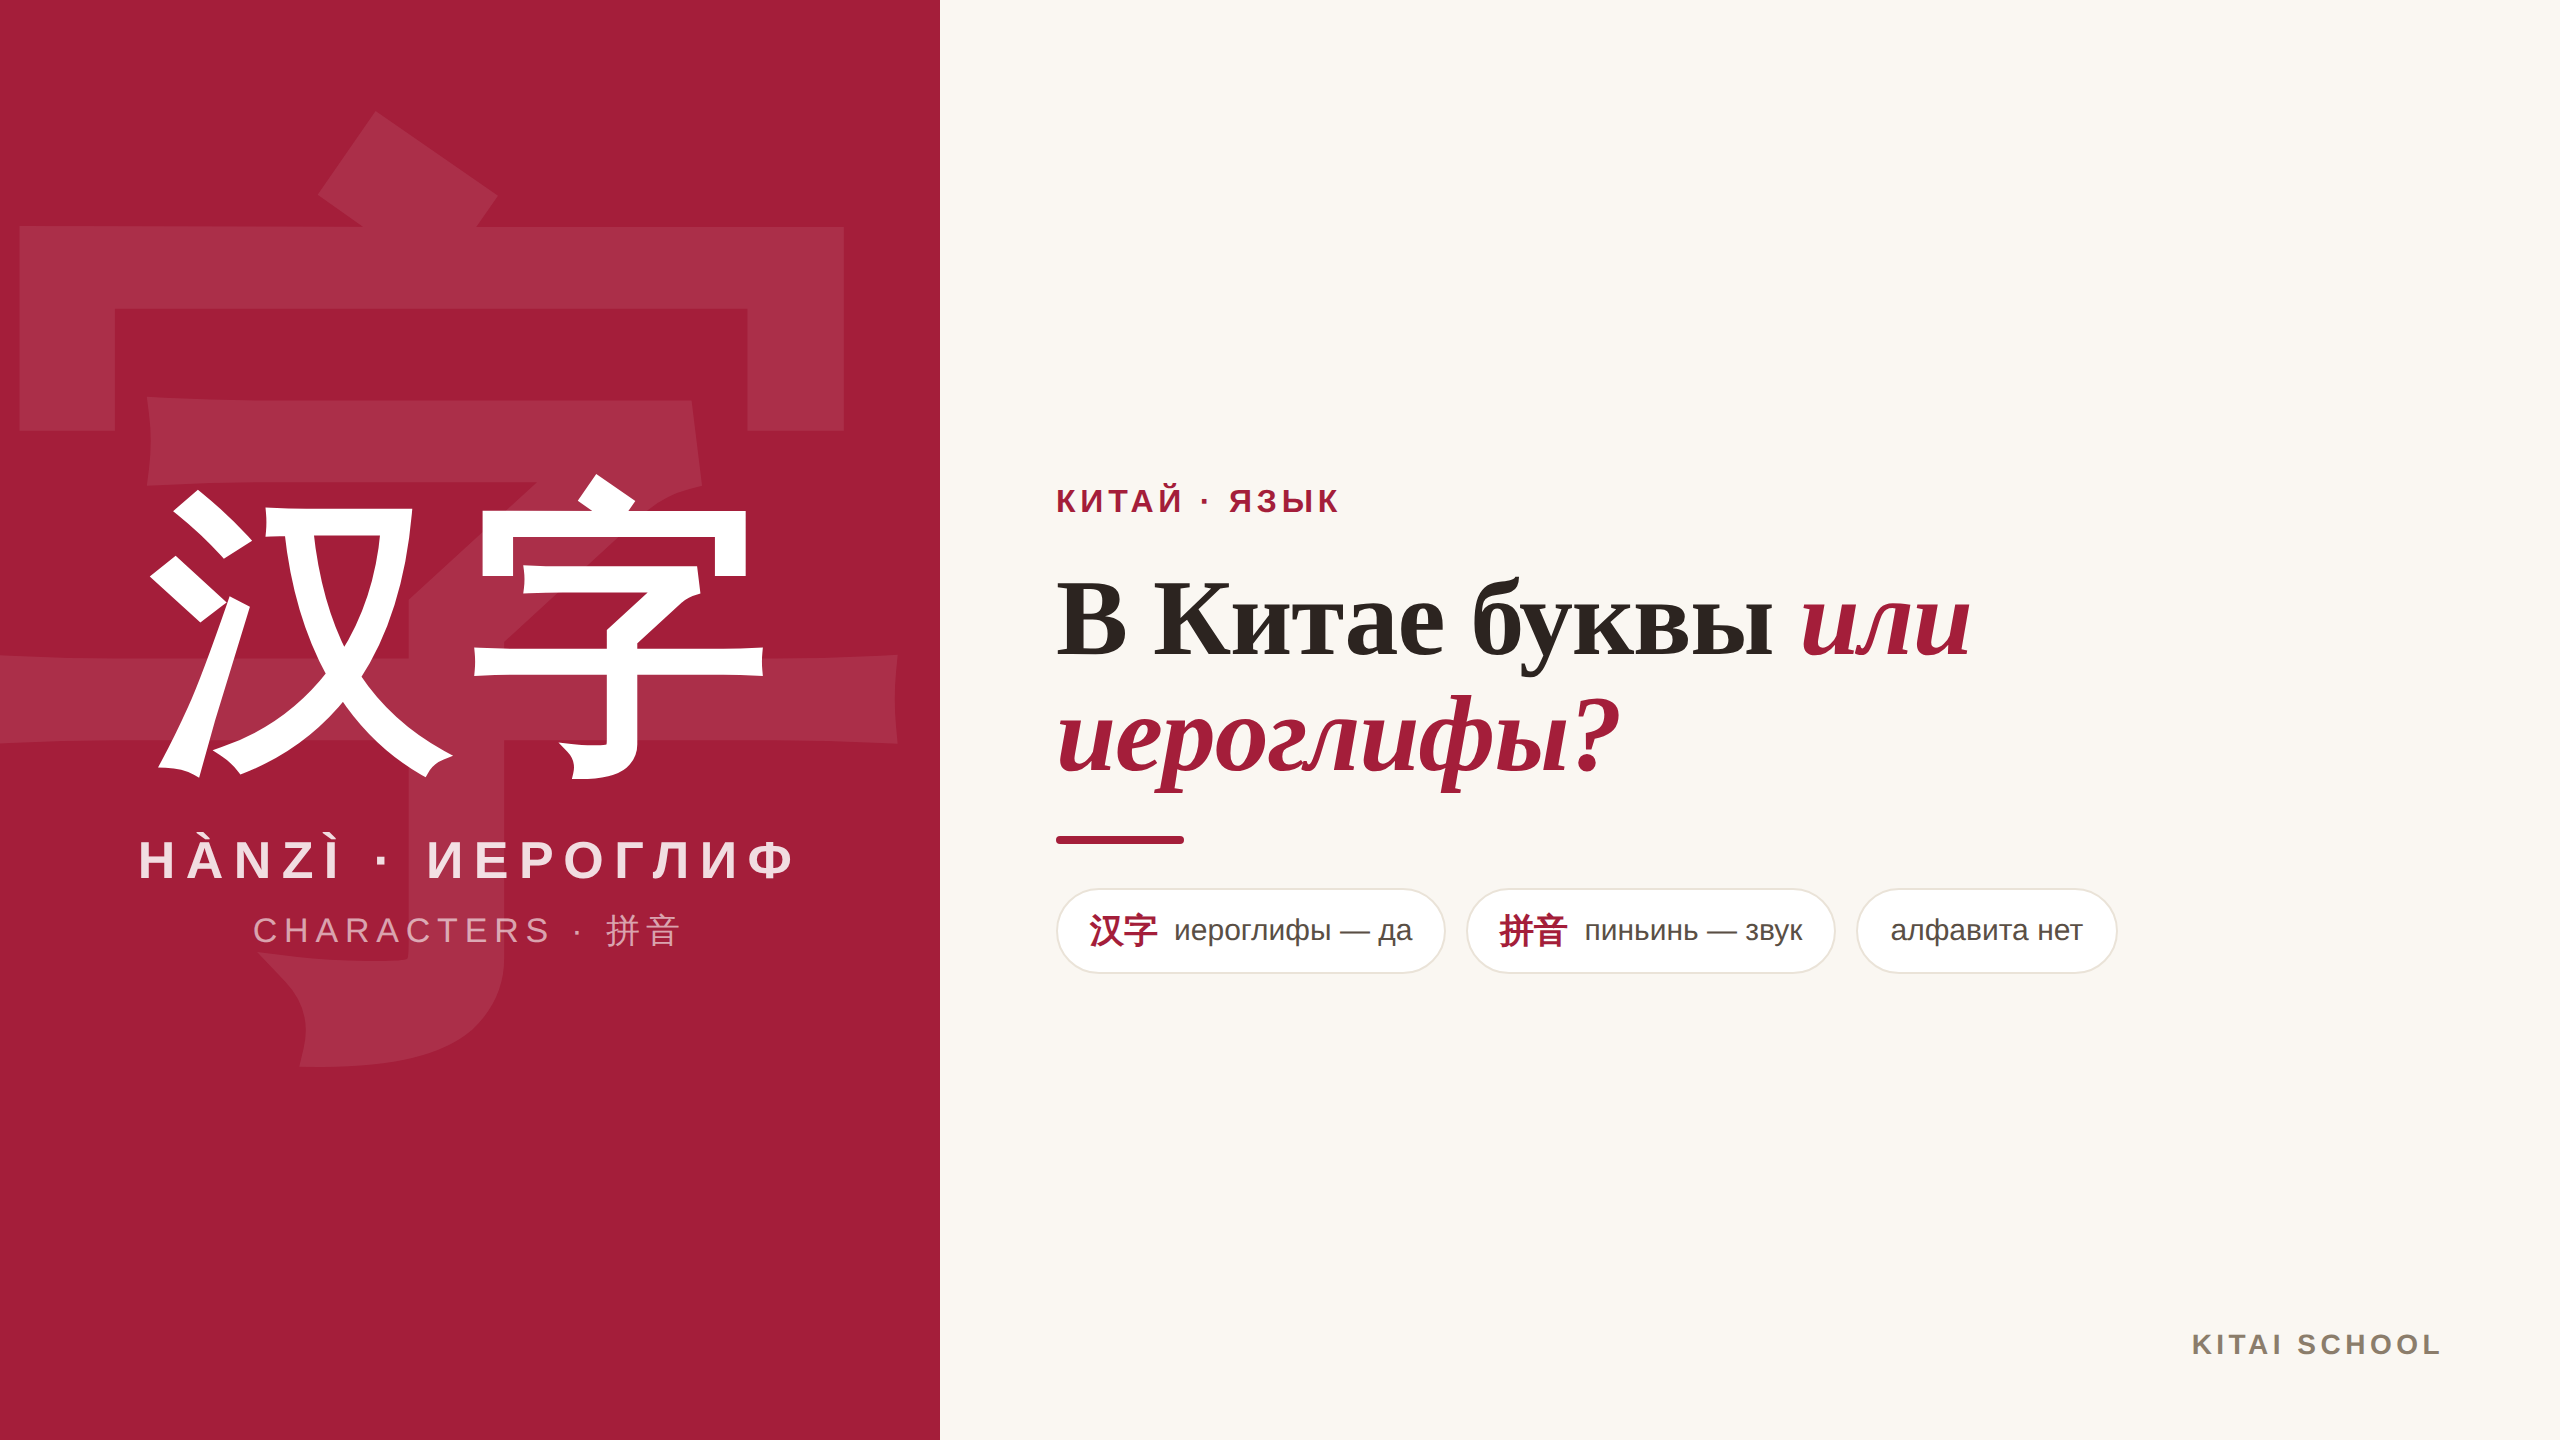 汉字
HÀNZÌ · ИЕРОГЛИФ
CHARACTERS · 拼音
КИТАЙ · ЯЗЫК
В Китае буквы или
иероглифы?
汉字 иероглифы — да
拼音 пиньинь — звук
алфавита нет
KITAI SCHOOL